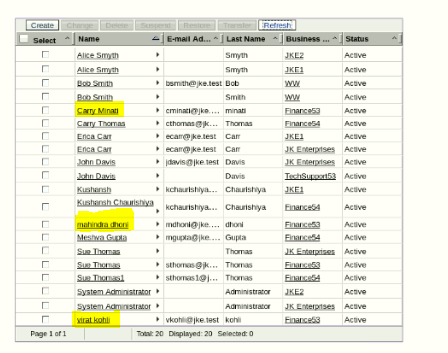 Create Change Delete Suspend Restore Transfer Refresh
Select Name E-mail Ad... Last Name Business ... Status
Alice Smyth Smyth JKE2 Active
Alice Smyth Smyth JKE1 Active
Bob Smith bsmith@jke.test Bob WW Active
Bob Smith Smith WW Active
Carry Minati cminati@jke.... minati Finance53 Active
Carry Thomas cthomas@jk... Thomas Finance54 Active
Erica Carr ecarr@jke.test Carr JKE1 Active
Erica Carr ecarr@jke.test Carr JK Enterprises Active
John Davis jdavis@jke.test Davis JK Enterprises Active
John Davis Davis TechSupport53 Active
Kushansh kchaurishiya... Chaurishiya JKE1 Active
Kushansh Chaurishiya kchaurishiya... Chaurishiya Finance54 Active
mahindra dhoni mdhoni@jke.... dhoni Finance53 Active
Meshva Gupta mgupta@jke.... Gupta Finance54 Active
Sue Thomas Thomas JK Enterprises Active
Sue Thomas sthomas@jk... Thomas Finance53 Active
Sue Thomas1 sthomas1@j... Thomas Finance54 Active
System Administrator Administrator JKE2 Active
System Administrator Administrator JK Enterprises Active
virat kohli vkohli@jke.test kohli Finance53 Active
Page 1 of 1 Total: 20 Displayed: 20 Selected: 0